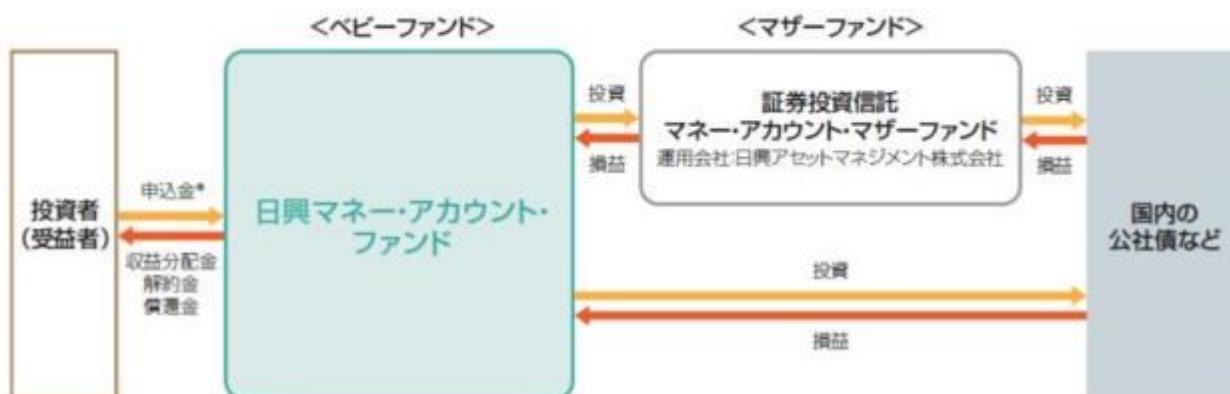 <ベビーファンド>
<マザーファンド>
投資者
(受益者)
申込金*
収益分配金
解約金
償還金
日興マネー・アカウント・
ファンド
投資
損益
証券投資信託
マネー・アカウント・マザーファンド
運用会社:日興アセットマネジメント株式会社
投資
損益
投資
損益
国内の
公社債など